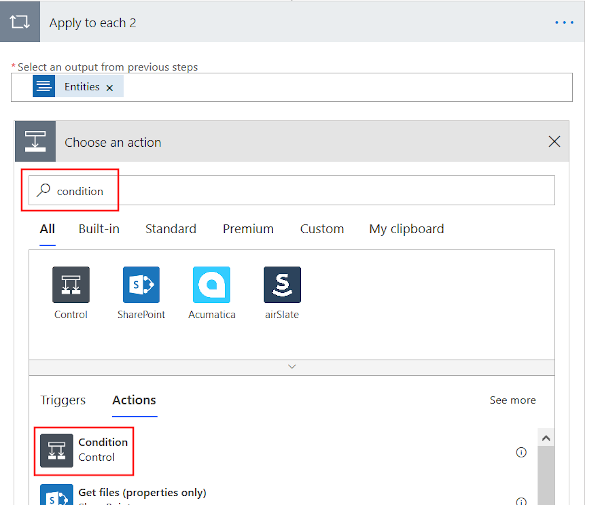 Apply to each 2
...
*Select an output from previous steps
Entities x
Choose an action
condition
All Built-in Standard Premium Custom My clipboard
Control SharePoint Acumatica airSlate
Triggers Actions See more
Condition
Control
Get files (properties only)
SharePoint